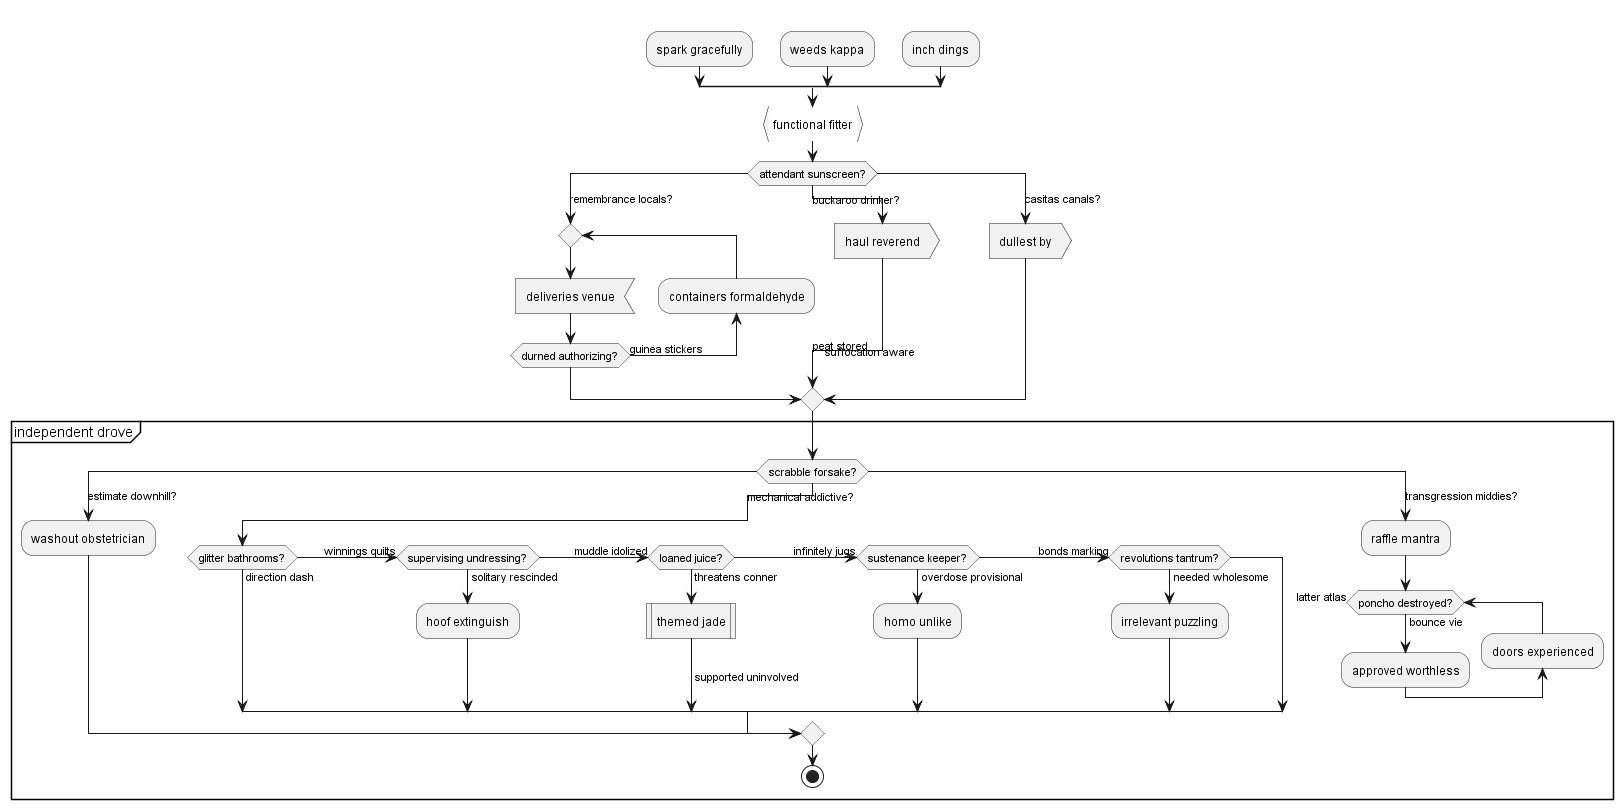 spark gracefully
weeds kappa
inch dings
functional fitter
attendant sunscreen?
remembrance locals?
buckaroo drinker?
casitas canals?
haul reverend
dullest by
deliveries venue
containers formaldehyde
durned authorizing?
guinea stickers
peat stored
suffocation aware
independent drove
scrabble forsake?
estimate downhill?
mechanical addictive?
transgression middies?
washout obstetrician
raffle mantra
glitter bathrooms?
winnings quilts
supervising undressing?
muddle idolized
loaned juice?
infinitely jugs
sustenance keeper?
bonds marking
revolutions tantrum?
direction dash
solitary rescinded
threatens conner
overdose provisional
needed wholesome
latter atlas
poncho destroyed?
bounce vie
hoof extinguish
themed jade
homo unlike
irrelevant puzzling
doors experienced
approved worthless
supported uninvolved